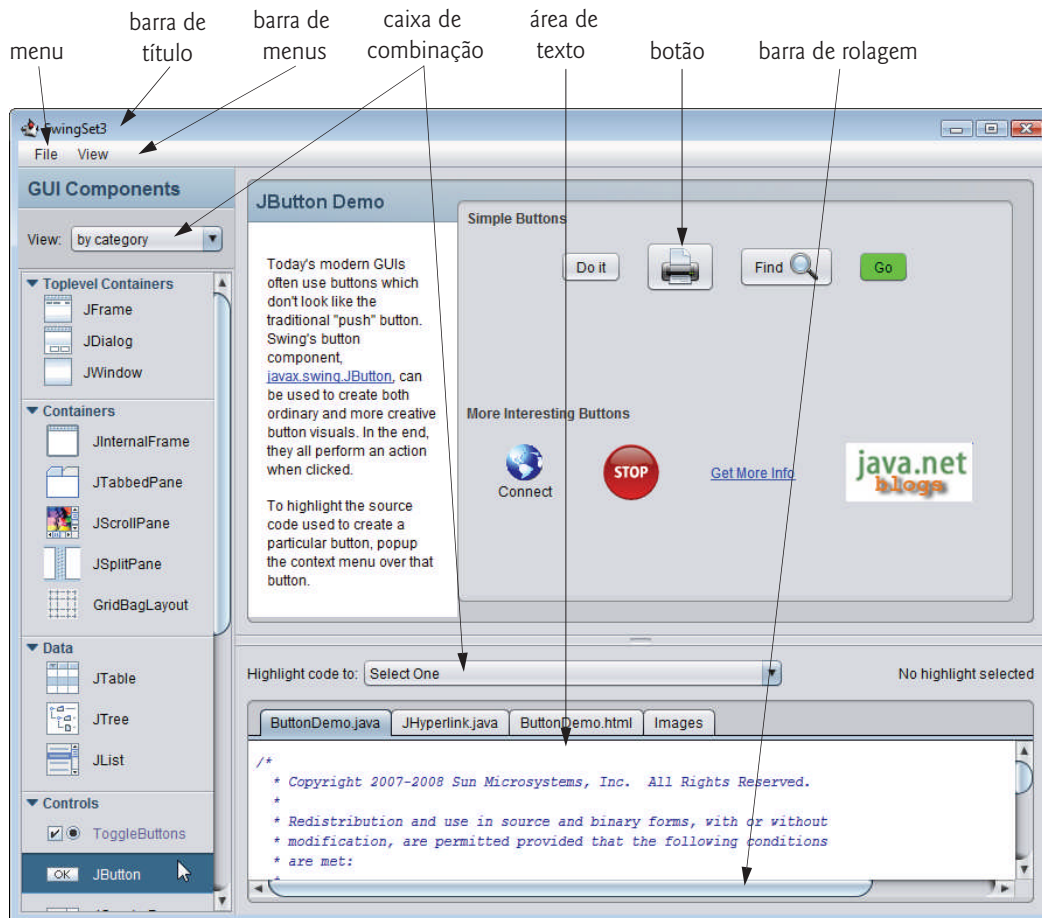 menu
barra de
título
barra de
menus
caixa de
combinação
área de
texto
botão
barra de rolagem
SwingSet3
File View
GUI Components
View: by category
Toplevel Containers
JFrame
JDialog
JWindow
Containers
JInternalFrame
JTabbedPane
JScrollPane
JSplitPane
GridBagLayout
Data
JTable
JTree
JList
Controls
ToggleButtons
OK JButton
JButton Demo
Today's modern GUIs
often use buttons which
don't look like the
traditional "push" button.
Swing's button
component,
javax.swing.JButton, can
be used to create both
ordinary and more creative
button visuals. In the end,
they all perform an action
when clicked.
To highlight the source
code used to create a
particular button, popup
the context menu over that
button.
Simple Buttons
Do it Find Go
More Interesting Buttons
Connect
STOP
Get More Info
java.net
blogs
Highlight code to: Select One No highlight selected
ButtonDemo.java JHyperlink.java ButtonDemo.html Images
/*
* Copyright 2007-2008 Sun Microsystems, Inc. All Rights Reserved.
*
* Redistribution and use in source and binary forms, with or without
* modification, are permitted provided that the following conditions
* are met:
*